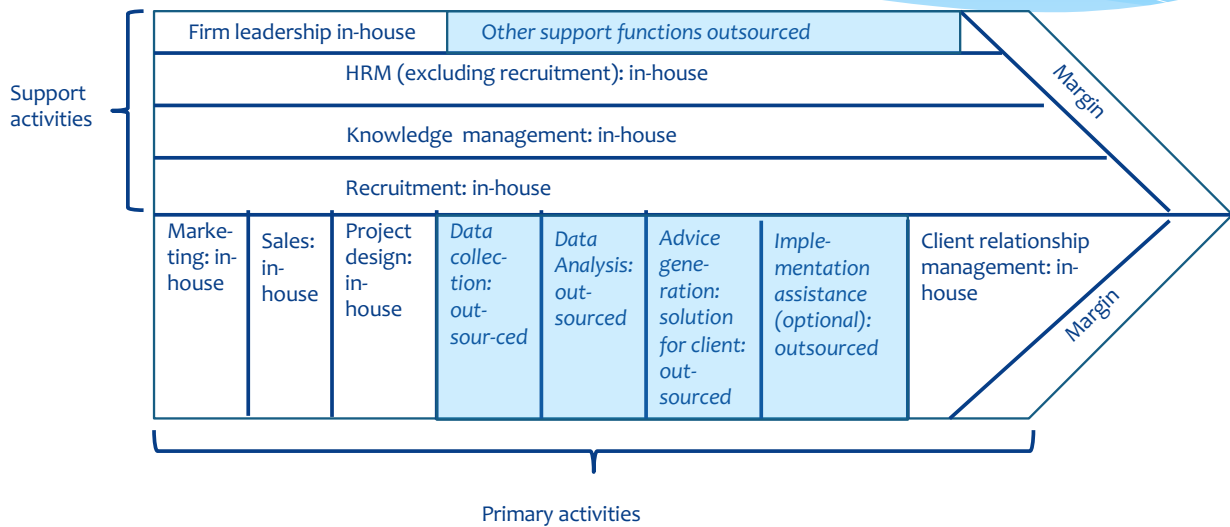 Firm leadership in-house
Other support functions outsourced
HRM (excluding recruitment): in-house
Support
activities
Knowledge management: in-house
Recruitment: in-house
Margin
Marke-
ting: in-
house
Sales:
in-
house
Project
design:
in-
house
Data
collec-
tion:
out-
sour-ced
Data
Analysis:
out-
sourced
Advice
gene-
ration:
solution
for client:
out-
sourced
Imple-
mentation
assistance
(optional):
outsourced
Client relationship
management: in-
house
Margin
Primary activities